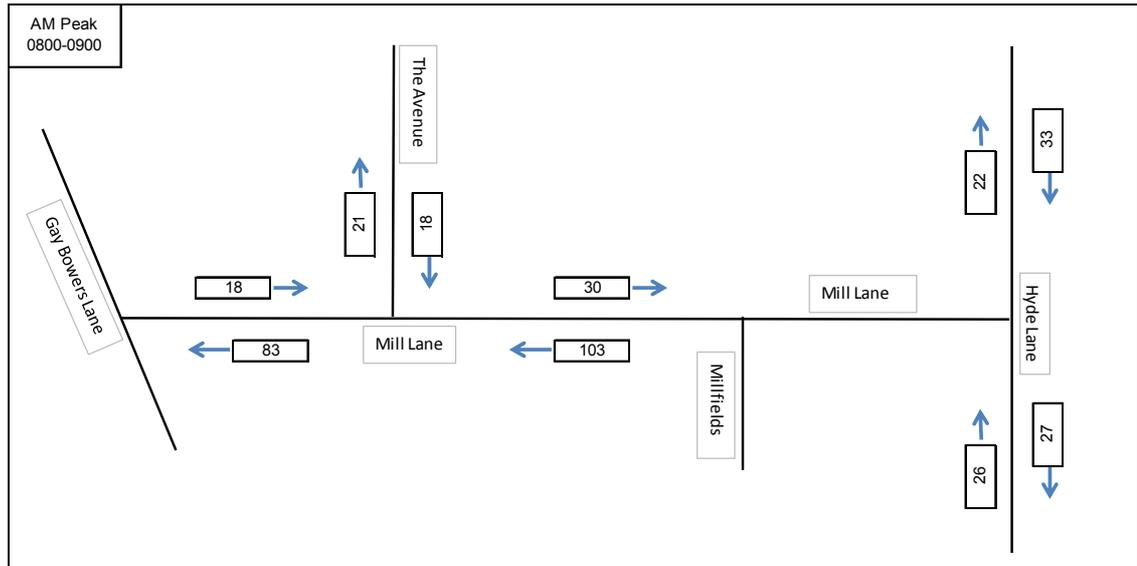 AM Peak
0800-0900
The Avenue
33
22
21
18
Gay Bowers Lane
18
30
Mill Lane
Hyde Lane
83
Mill Lane
103
Millfields
27
26